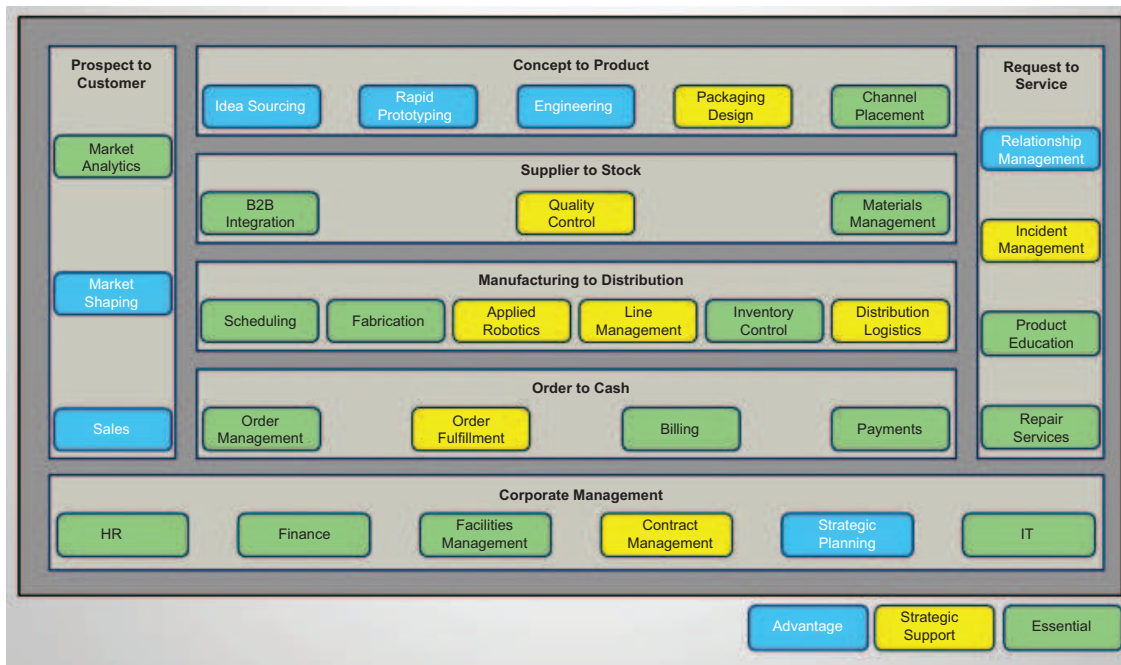 Prospect to
Customer
Market
Analytics
Market
Shaping
Sales
Concept to Product
Idea Sourcing
Rapid
Prototyping
Engineering
Packaging
Design
Channel
Placement
Supplier to Stock
B2B
Integration
Quality
Control
Materials
Management
Manufacturing to Distribution
Scheduling
Fabrication
Applied
Robotics
Line
Management
Inventory
Control
Distribution
Logistics
Order to Cash
Order
Management
Order
Fulfillment
Billing
Payments
Request to
Service
Relationship
Management
Incident
Management
Product
Education
Repair
Services
Corporate Management
HR
Finance
Facilities
Management
Contract
Management
Strategic
Planning
IT
Advantage
Strategic
Support
Essential